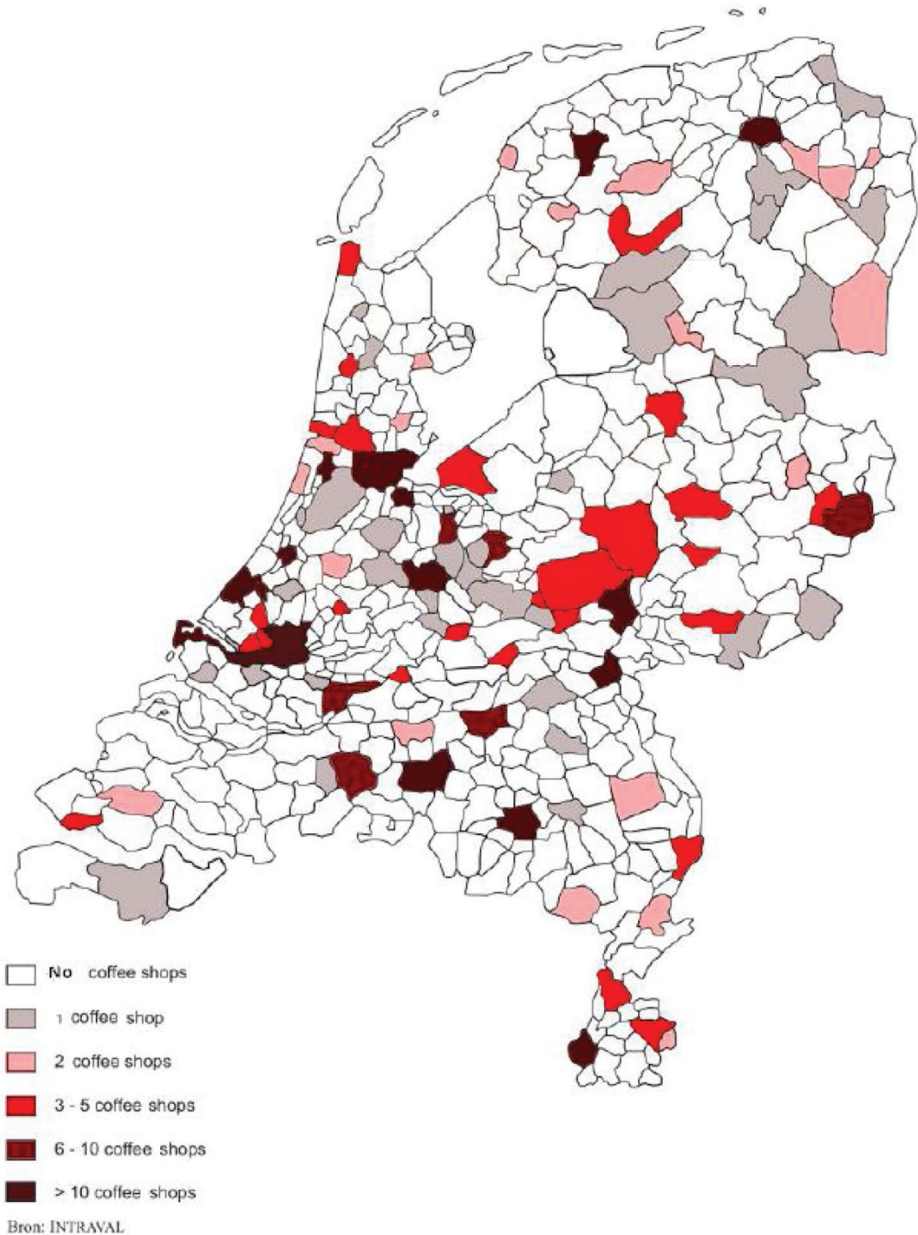 No coffee shops
1 coffee shop
2 coffee shops
3 - 5 coffee shops
6 - 10 coffee shops
> 10 coffee shops
Bron: INTRAVAL